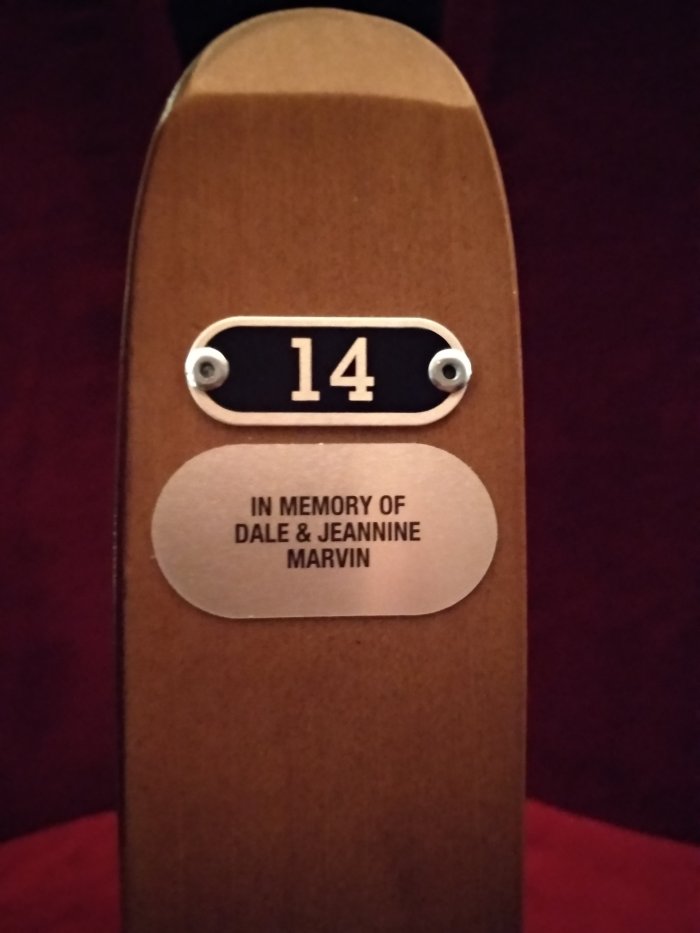 14
IN MEMORY OF
DALE & JEANNINE
MARVIN